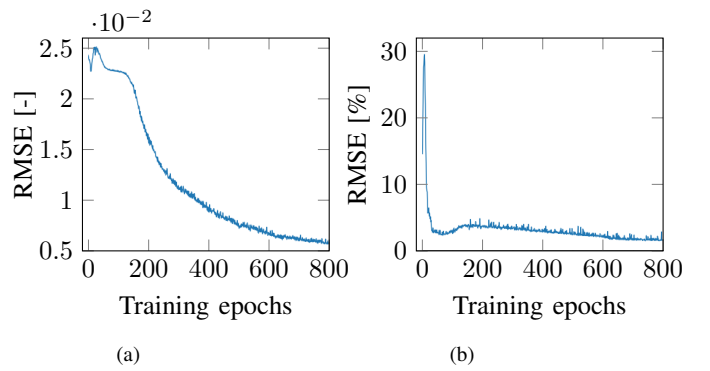 ·10⁻²
2.5
2
1.5
1
0.5
0 200 400 600 800
RMSE [-]
Training epochs
(a)
30
20
10
0
0 200 400 600 800
RMSE [%]
Training epochs
(b)